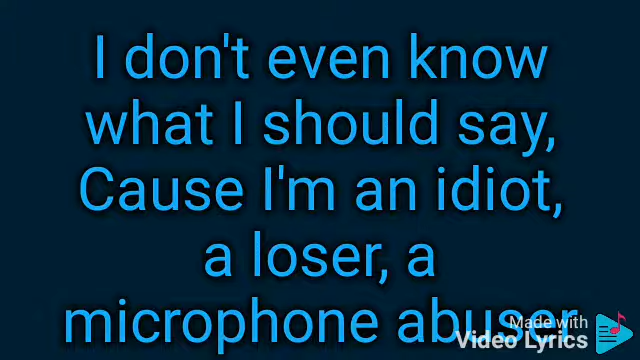 I don't even know
what I should say,
Cause I'm an idiot,
a loser, a
microphone abuser
Made with
Video Lyrics